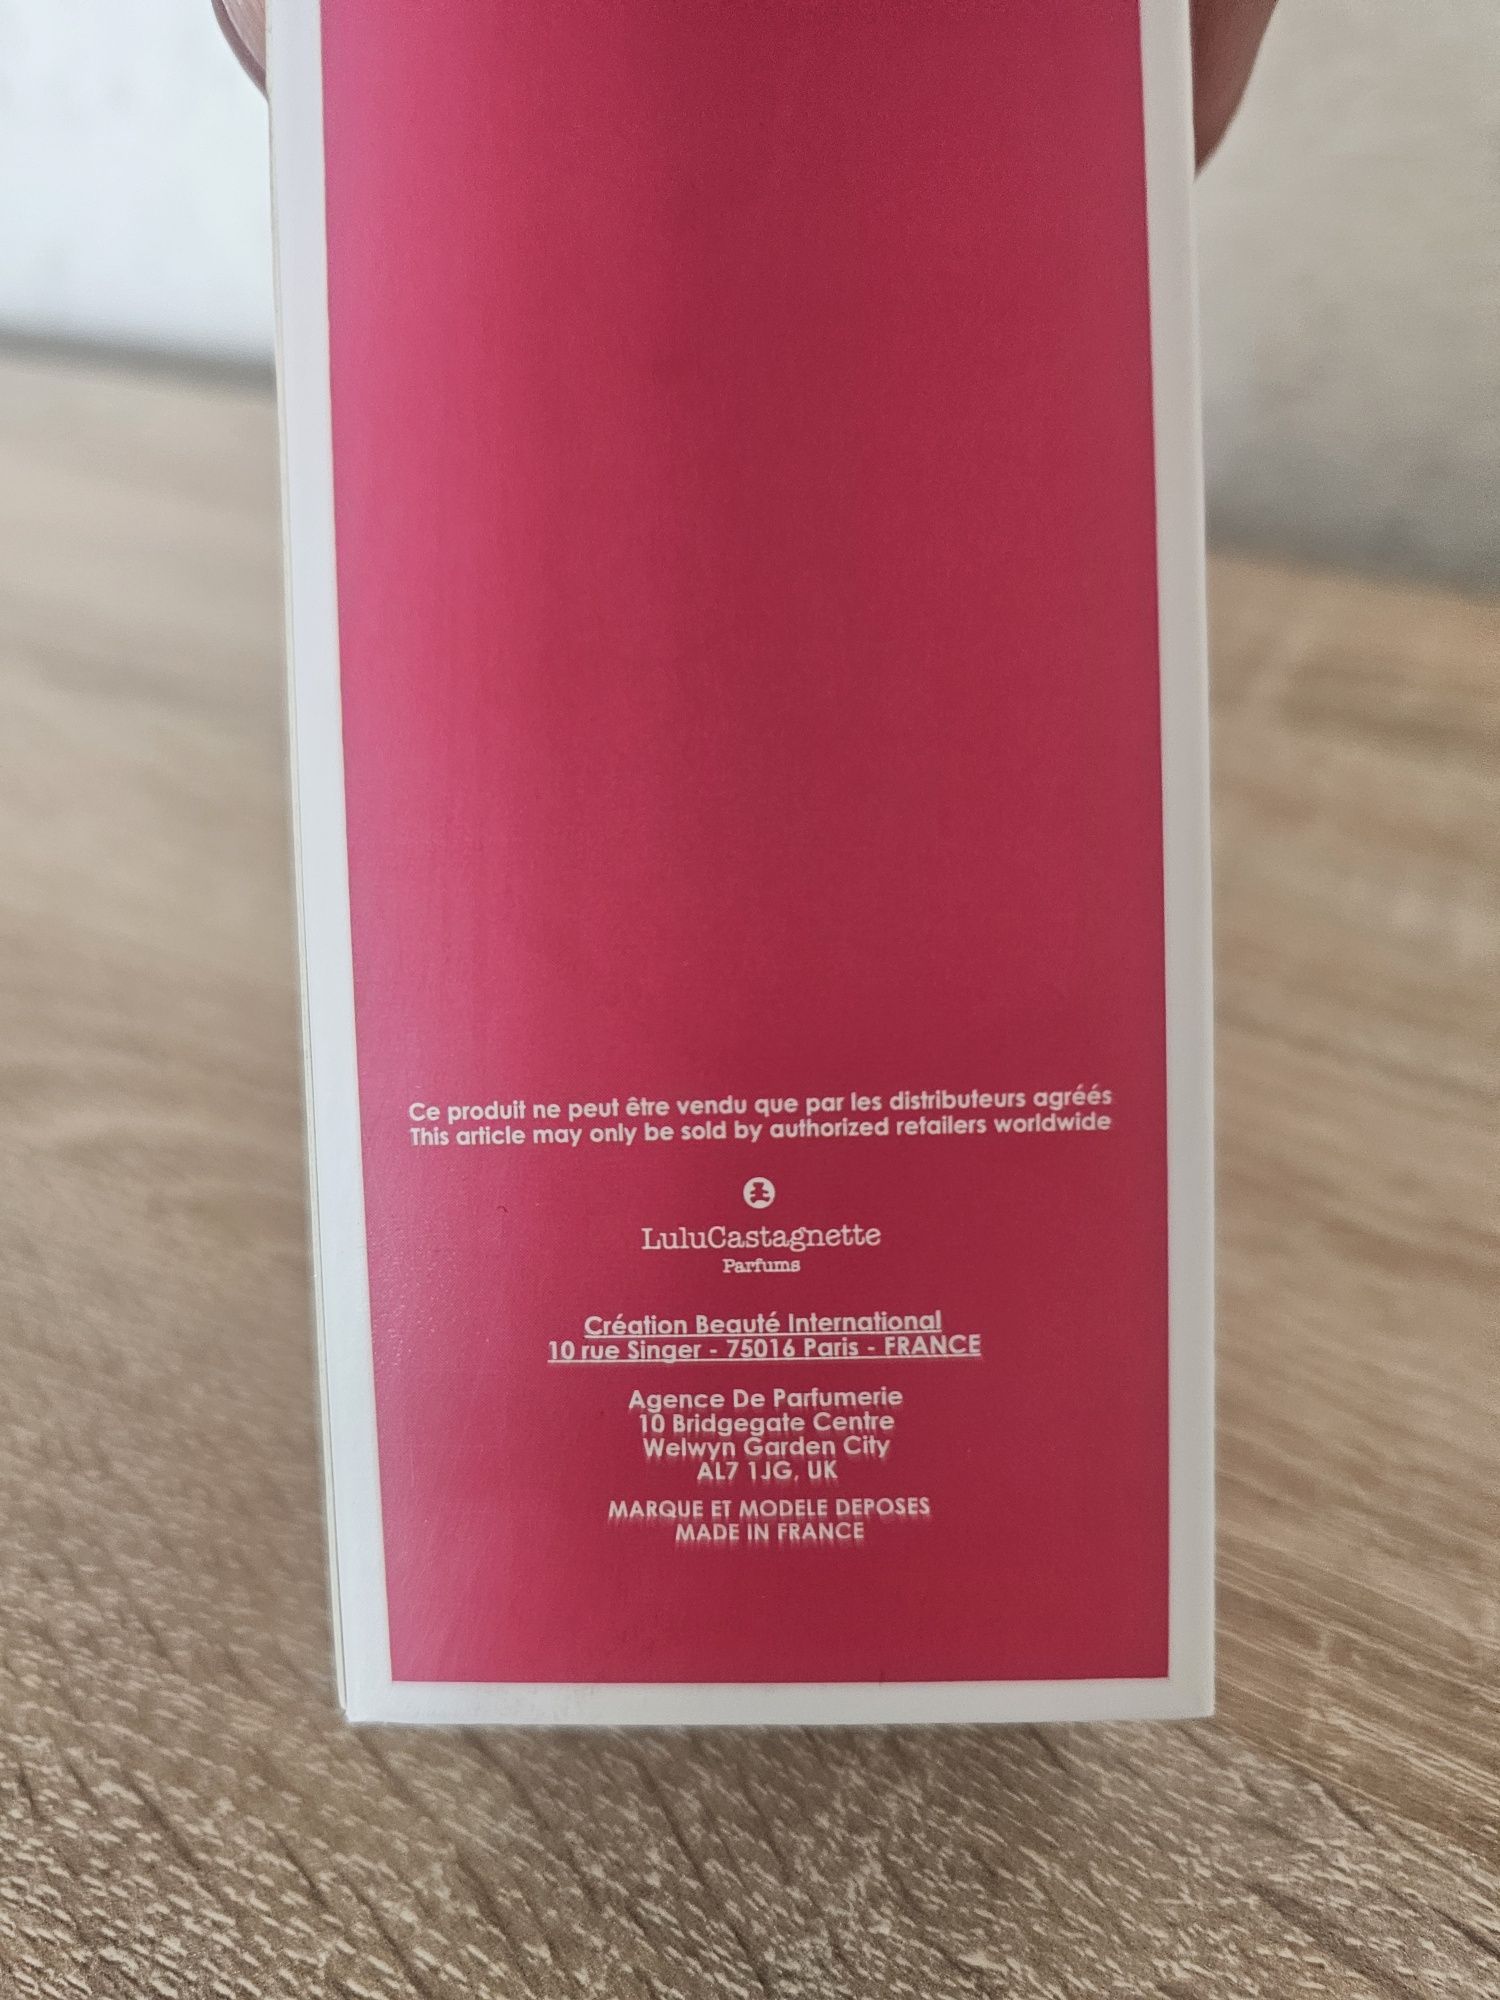 Ce produit ne peut être vendu que par les distributeurs agréés
This article may only be sold by authorized retailers worldwide
LuluCastagnette
Parfums
Création Beauté International
10 rue Singer - 75016 Paris - FRANCE
Agence De Parfumerie
10 Bridgegate Centre
Welwyn Garden City
AL7 1JG, UK
MARQUE ET MODELE DEPOSES
MADE IN FRANCE